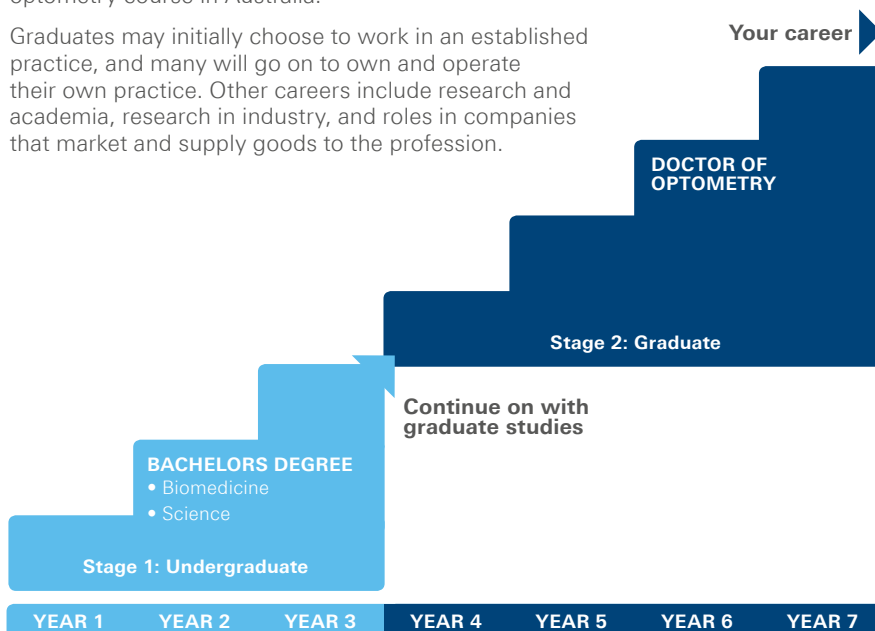 optometry course in Australia.
Graduates may initially choose to work in an established
practice, and many will go on to own and operate
their own practice. Other careers include research and
academia, research in industry, and roles in companies
that market and supply goods to the profession.
Your career
DOCTOR OF
OPTOMETRY
Stage 2: Graduate
Continue on with
graduate studies
BACHELORS DEGREE
• Biomedicine
• Science
Stage 1: Undergraduate
YEAR 1 YEAR 2 YEAR 3 YEAR 4 YEAR 5 YEAR 6 YEAR 7